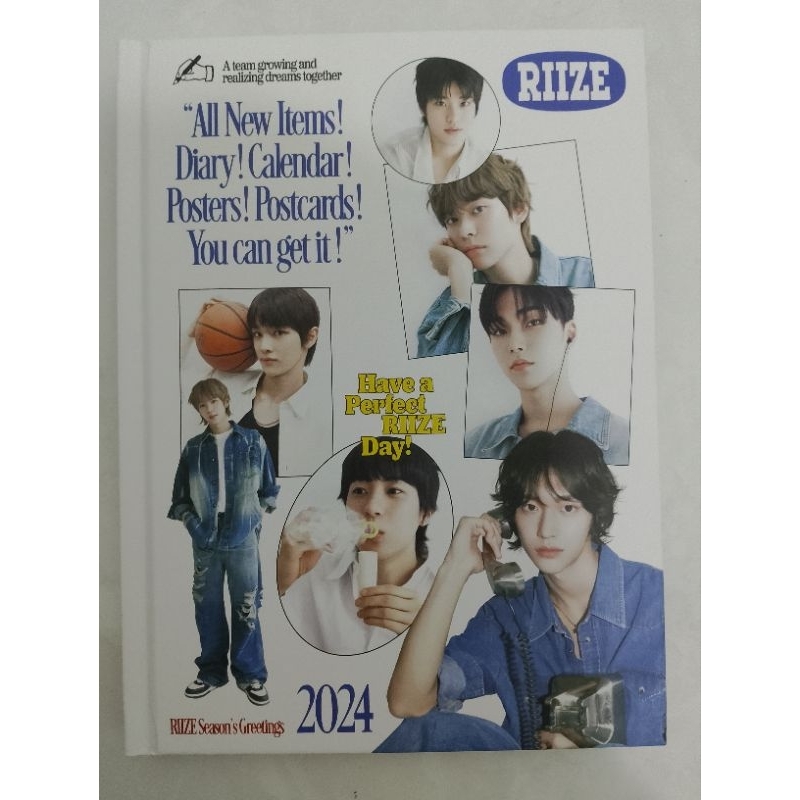 A team growing and
realizing dreams together
RIIZE
"All New Items!
Diary! Calendar!
Posters! Postcards!
You can get it!"
Have a
Perfect
RIIZE
Day!
RIIZE Season's Greetings
2024